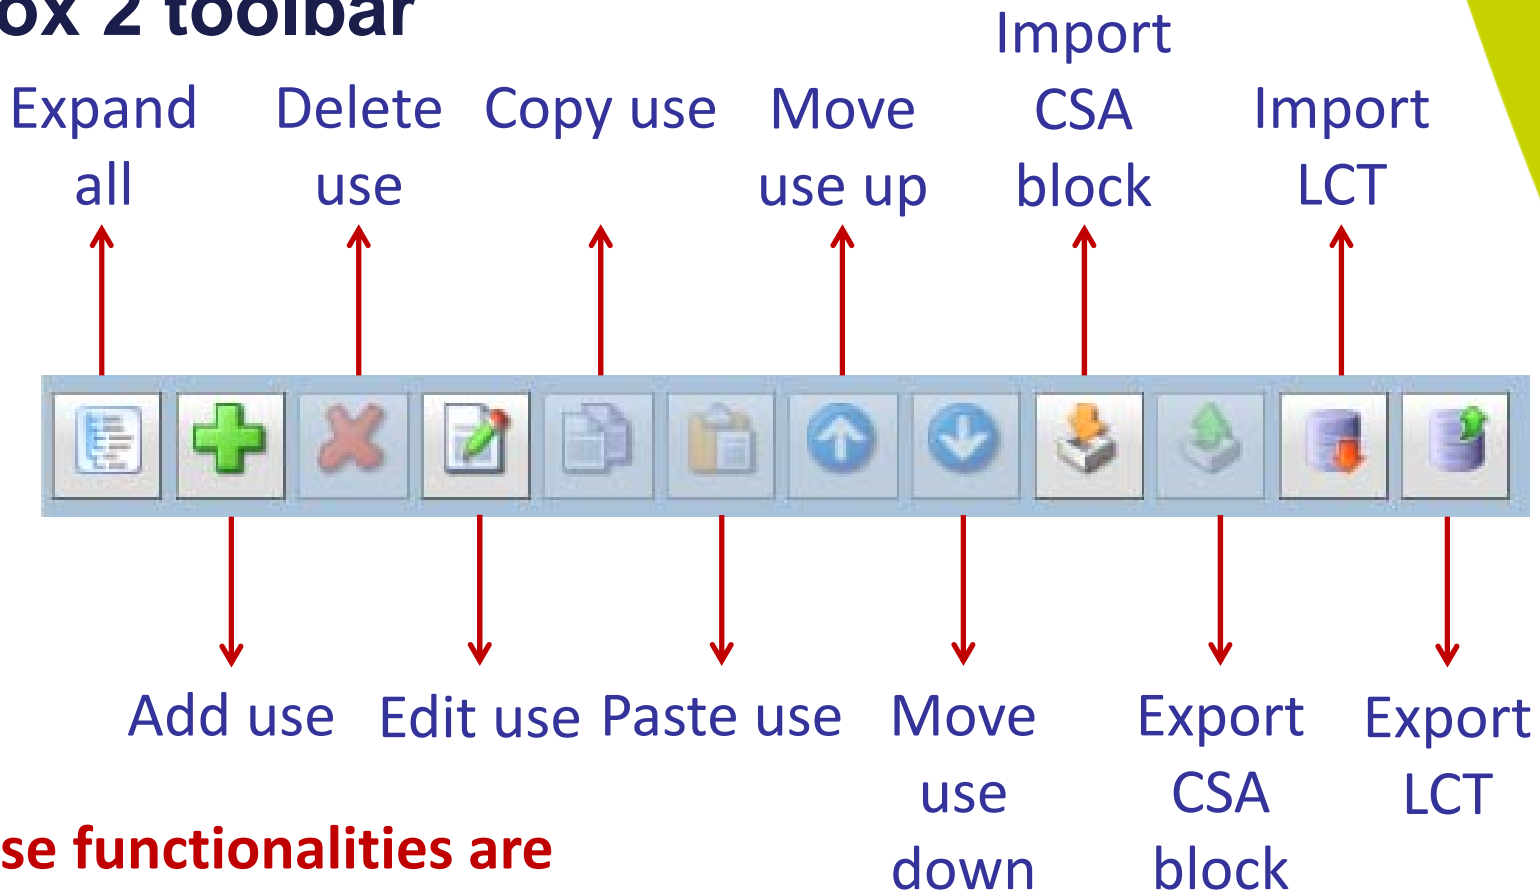 ox 2 toolbar
Expand
all
Delete
use
Copy use
Move
use up
Import
CSA
block
Import
LCT
Add use
Edit use
Paste use
Move
use
down
Export
CSA
block
Export
LCT
se functionalities are